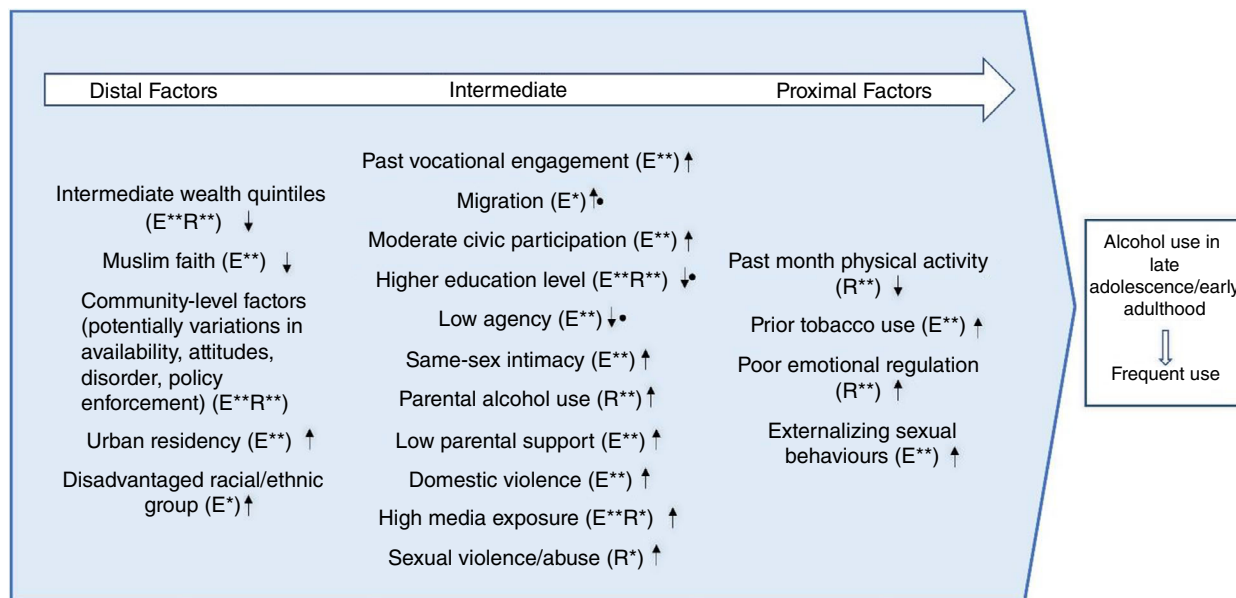 Distal Factors
Intermediate
Proximal Factors
Intermediate wealth quintiles
(E**R**) ↓
Muslim faith (E**) ↓
Community-level factors
(potentially variations in
availability, attitudes,
disorder, policy
enforcement) (E**R**)
Urban residency (E**) ↑
Disadvantaged racial/ethnic
group (E*) ↑
Past vocational engagement (E**) ↑
Migration (E*) ↑•
Moderate civic participation (E**) ↑
Higher education level (E**R**) ↓•
Low agency (E**) ↓•
Same-sex intimacy (E**) ↑
Parental alcohol use (R**) ↑
Low parental support (E**) ↑
Domestic violence (E**) ↑
High media exposure (E**R*) ↑
Sexual violence/abuse (R*) ↑
Past month physical activity
(R**) ↓
Prior tobacco use (E**) ↑
Poor emotional regulation
(R**) ↑
Externalizing sexual
behaviours (E**) ↑
Alcohol use in
late
adolescence/early
adulthood
Frequent use